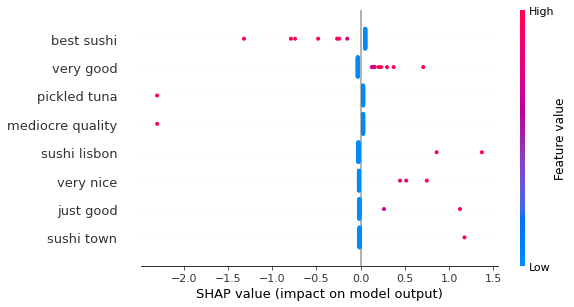 High
best sushi
very good
pickled tuna
mediocre quality
sushi lisbon
very nice
just good
sushi town
Low
Feature value
−2.0 −1.5 −1.0 −0.5 0.0 0.5 1.0 1.5
SHAP value (impact on model output)